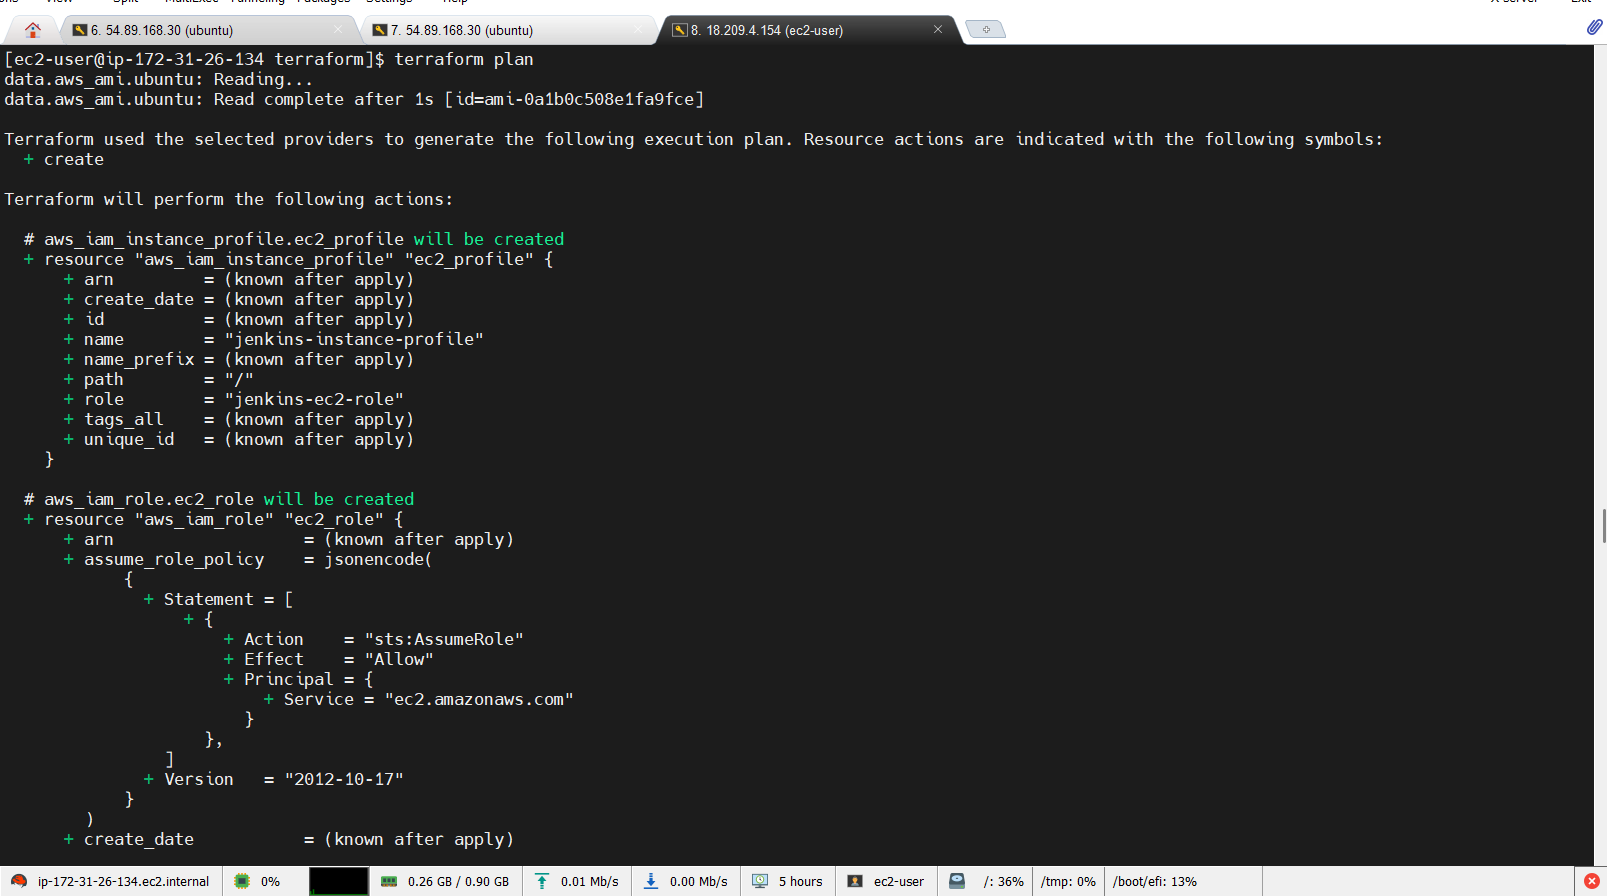 View Split MultiExec Tunneling Packages Settings Help X server Exit
6. 54.89.168.30 (ubuntu)
7. 54.89.168.30 (ubuntu)
8. 18.209.4.154 (ec2-user)
[ec2-user@ip-172-31-26-134 terraform]$ terraform plan
data.aws_ami.ubuntu: Reading...
data.aws_ami.ubuntu: Read complete after 1s [id=ami-0a1b0c508e1fa9fce]
Terraform used the selected providers to generate the following execution plan. Resource actions are indicated with the following symbols:
+ create
Terraform will perform the following actions:
# aws_iam_instance_profile.ec2_profile will be created
+ resource "aws_iam_instance_profile" "ec2_profile" {
+ arn = (known after apply)
+ create_date = (known after apply)
+ id = (known after apply)
+ name = "jenkins-instance-profile"
+ name_prefix = (known after apply)
+ path = "/"
+ role = "jenkins-ec2-role"
+ tags_all = (known after apply)
+ unique_id = (known after apply)
}
# aws_iam_role.ec2_role will be created
+ resource "aws_iam_role" "ec2_role" {
+ arn = (known after apply)
+ assume_role_policy = jsonencode(
{
+ Statement = [
+ {
+ Action = "sts:AssumeRole"
+ Effect = "Allow"
+ Principal = {
+ Service = "ec2.amazonaws.com"
}
},
]
+ Version = "2012-10-17"
}
)
+ create_date = (known after apply)
ip-172-31-26-134.ec2.internal 0% 0.26 GB / 0.90 GB 0.01 Mb/s 0.00 Mb/s 5 hours ec2-user /: 36% /tmp: 0% /boot/efi: 13%